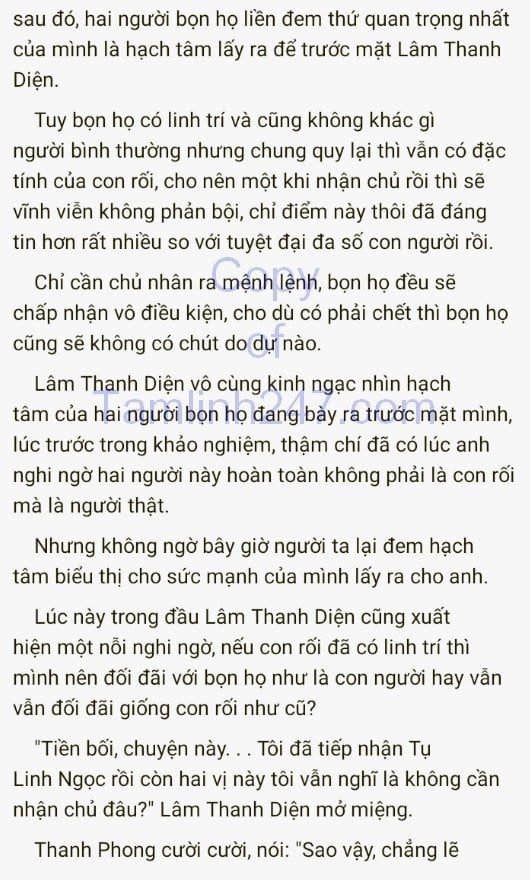 sau đó, hai người bọn họ liền đem thứ quan trọng nhất
của mình là hạch tâm lấy ra để trước mặt Lâm Thanh
Diện.
Tuy bọn họ có linh trí và cũng không khác gì
người bình thường nhưng chung quy lại thì vẫn có đặc
tính của con rối, cho nên một khi nhận chủ rồi thì sẽ
vĩnh viễn không phản bội, chỉ điểm này thôi đã đáng
tin hơn rất nhiều so với tuyệt đại đa số con người rồi.
Chỉ cần chủ nhân ra mệnh lệnh, bọn họ đều sẽ
chấp nhận vô điều kiện, cho dù có phải chết thì bọn họ
cũng sẽ không có chút do dự nào.
Lâm Thanh Diện vô cùng kinh ngạc nhìn hạch
tâm của hai người bọn họ đang bày ra trước mặt mình,
lúc trước trong khảo nghiệm, thậm chí đã có lúc anh
nghi ngờ hai người này hoàn toàn không phải là con rối
mà là người thật.
Nhưng không ngờ bây giờ người ta lại đem hạch
tâm biểu thị cho sức mạnh của mình lấy ra cho anh.
Lúc này trong đầu Lâm Thanh Diện cũng xuất
hiện một nỗi nghi ngờ, nếu con rối đã có linh trí thì
mình nên đối đãi với bọn họ như là con người hay vẫn
vẫn đối đãi giống con rối như cũ?
"Tiền bối, chuyện này. . . Tôi đã tiếp nhận Tụ
Linh Ngọc rồi còn hai vị này tôi vẫn nghĩ là không cần
nhận chủ đâu?" Lâm Thanh Diện mở miệng.
Thanh Phong cười cười, nói: "Sao vậy, chẳng lẽ
Copy
of
Tamlinh247.com